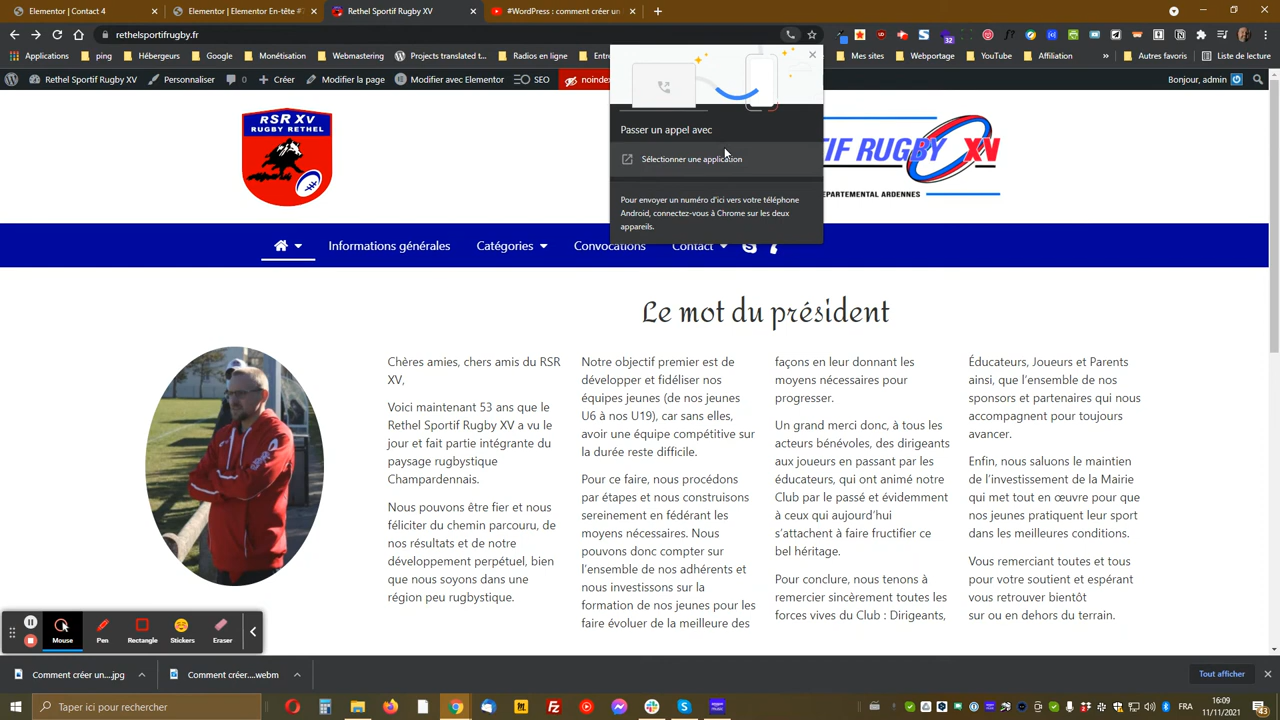 Elementor | Contact 4
Elementor | Elementor Entête #7
Rethel Sportif Rugby XV
#WordPress : comment créer un
rethelsportifrugby.fr
32
Applications
Hébergeurs
Google
Monétisation
Webmastering
Projects translated t...
Radios en ligne
Mes sites
Webportage
YouTube
Affiliation
Autres favoris
Liste de lecture
Rethel Sportif Rugby XV
Personnaliser
0
Créer
Modifier la page
Modifier avec Elementor
SEO
noindex
Bonjour, admin
Passer un appel avec
Sélectionner une application
Pour envoyer un numéro d'ici vers votre téléphone
Android, connectez-vous à Chrome sur les deux
appareils.
RSR XV
RUGBY RETHEL
TIF RUGBY XV
DEPARTEMENTAL ARDENNES
Informations générales
Catégories
Convocations
Contact
Le mot du président
Chères amies, chers amis du RSR
XV,
Voici maintenant 53 ans que le
Rethel Sportif Rugby XV a vu le
jour et fait partie intégrante du
paysage rugbystique
Champardennais.
Nous pouvons être fier et nous
féliciter du chemin parcouru, de
nos résultats et de notre
développement perpétuel, bien
que nous soyons dans une
région peu rugbystique.
Notre objectif premier est de
développer et fidéliser nos
équipes jeunes (de nos jeunes
U6 à nos U19), car sans elles,
avoir une équipe compétitive sur
la durée reste difficile.
Pour ce faire, nous procédons
par étapes et nous construisons
sereinement en fédérant les
moyens nécessaires. Nous
pouvons donc compter sur
l'ensemble de nos adhérents et
nous investissons sur la
formation de nos jeunes pour les
faire évoluer de la meilleure des
façons en leur donnant les
moyens nécessaires pour
progresser.
Un grand merci donc, à tous les
acteurs bénévoles, des dirigeants
aux joueurs en passant par les
éducateurs, qui ont animé notre
Club par le passé et évidemment
à ceux qui aujourd'hui
s'attachent à faire fructifier ce
bel héritage.
Pour conclure, nous tenons à
remercier sincèrement toutes les
forces vives du Club : Dirigeants,
Éducateurs, Joueurs et Parents
ainsi, que l'ensemble de nos
sponsors et partenaires qui nous
accompagnent pour toujours
avancer.
Enfin, nous saluons le maintien
de l'investissement de la Mairie
qui met tout en œuvre pour que
nos jeunes pratiquent leur sport
dans les meilleures conditions.
Vous remerciant toutes et tous
pour votre soutient et espérant
vous retrouver bientôt
sur ou en dehors du terrain.
Mouse
Pen
Rectangle
Stickers
Eraser
Comment créer un....jpg
Comment créer....webm
Tout afficher
Taper ici pour rechercher
FR
16:09
11/11/2021